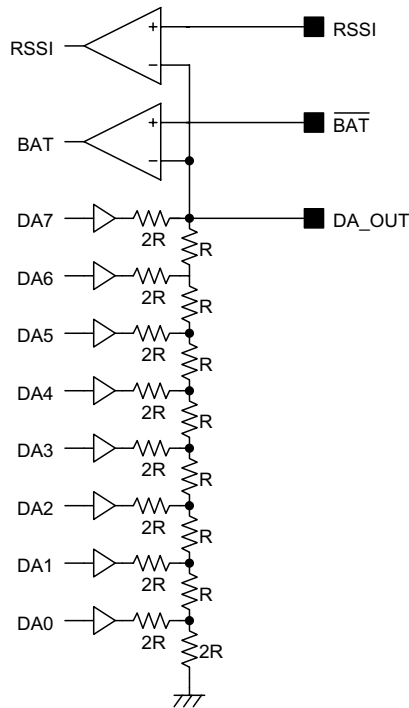 + RSSI
RSSI
−
+ B̅A̅T̅
BAT
−
DA7 DA_OUT
2R
R
DA6
2R
R
DA5
2R
R
DA4
2R
R
DA3
2R
R
DA2
2R
R
DA1
2R
R
DA0
2R
2R